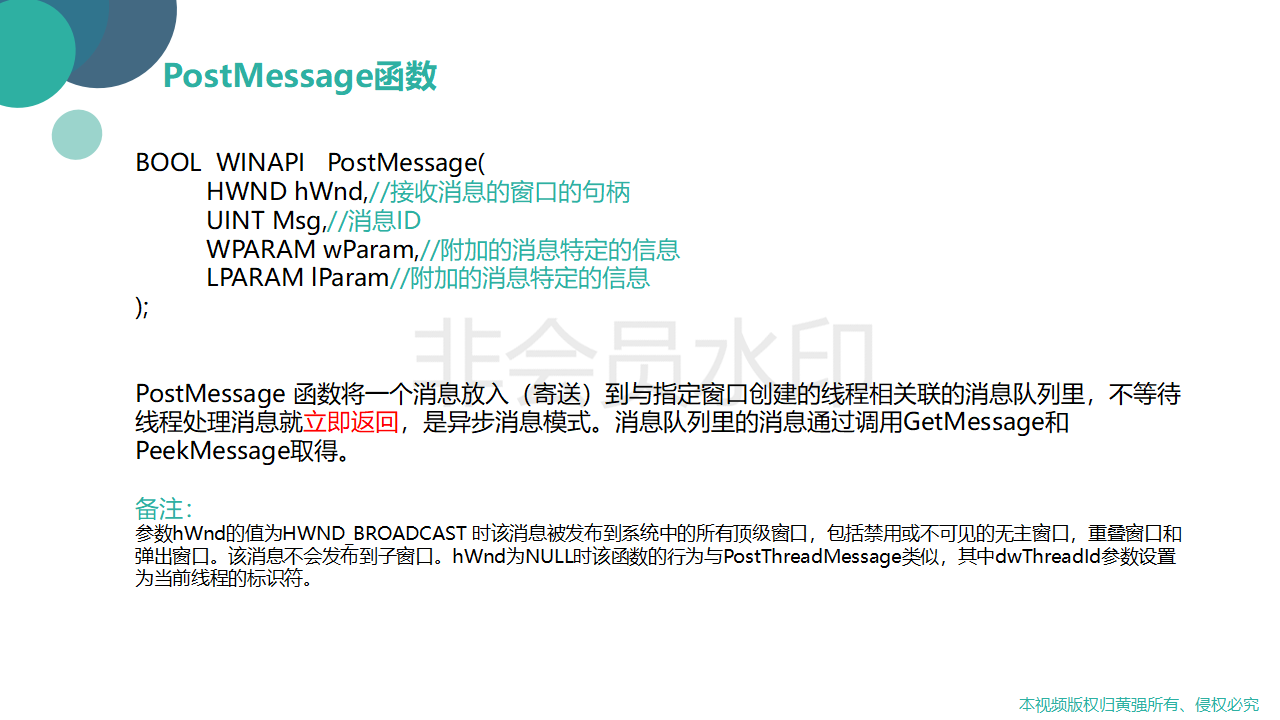 PostMessage函数
BOOL WINAPI PostMessage(
HWND hWnd,//接收消息的窗口的句柄
UINT Msg,//消息ID
WPARAM wParam,//附加的消息特定的信息
LPARAM lParam//附加的消息特定的信息
);
非会员水印
PostMessage 函数将一个消息放入（寄送）到与指定窗口创建的线程相关联的消息队列里，不等待
线程处理消息就立即返回，是异步消息模式。消息队列里的消息通过调用GetMessage和
PeekMessage取得。
备注：
参数hWnd的值为HWND_BROADCAST 时该消息被发布到系统中的所有顶级窗口，包括禁用或不可见的无主窗口，重叠窗口和
弹出窗口。该消息不会发布到子窗口。hWnd为NULL时该函数的行为与PostThreadMessage类似，其中dwThreadId参数设置
为当前线程的标识符。
本视频版权归黄强所有、侵权必究